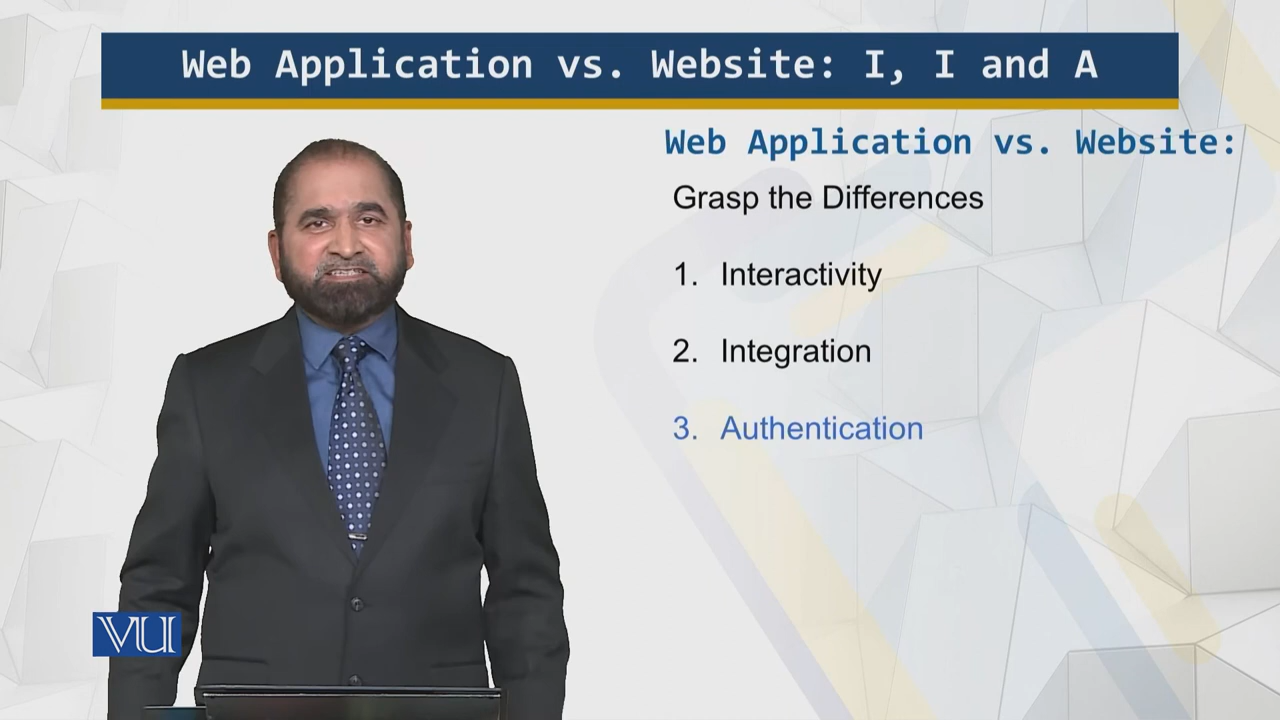 Web Application vs. Website: I, I and A
Web Application vs. Website:
Grasp the Differences
1. Interactivity
2. Integration
3. Authentication
VU